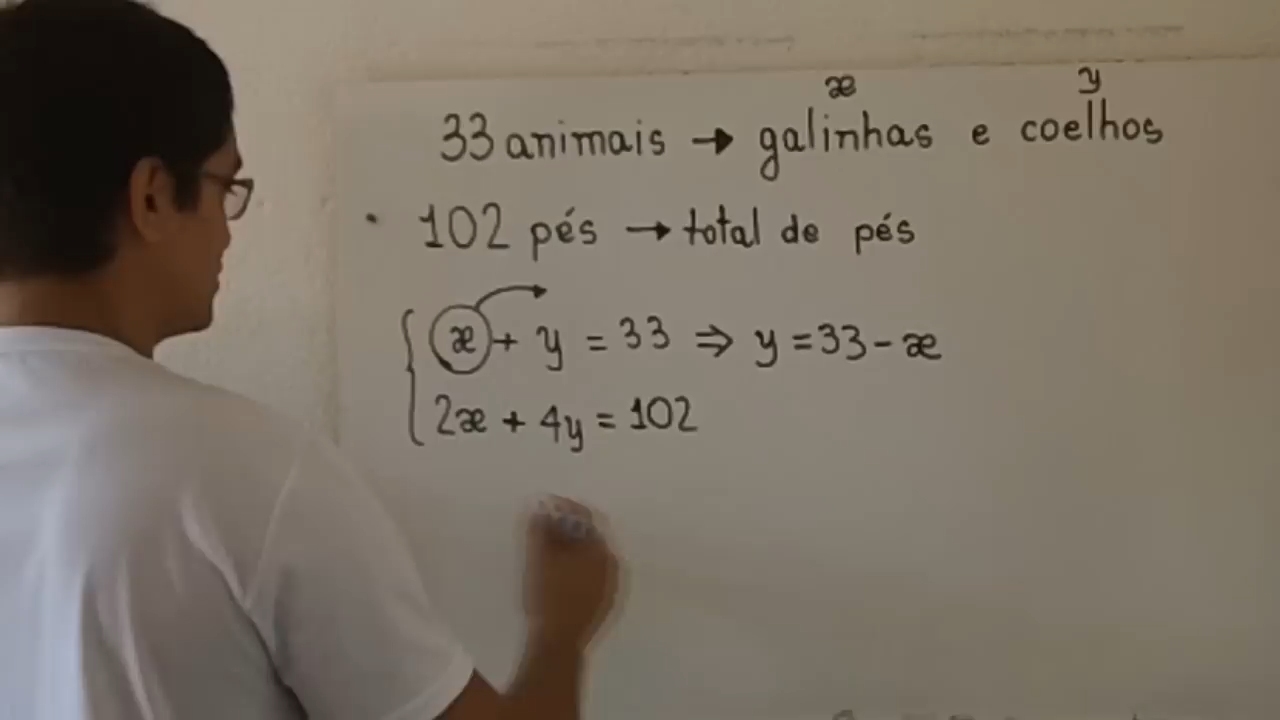 x y
33 animais → galinhas e coelhos
102 pés → total de pés
x + y = 33 ⇒ y = 33 - x
2x + 4y = 102